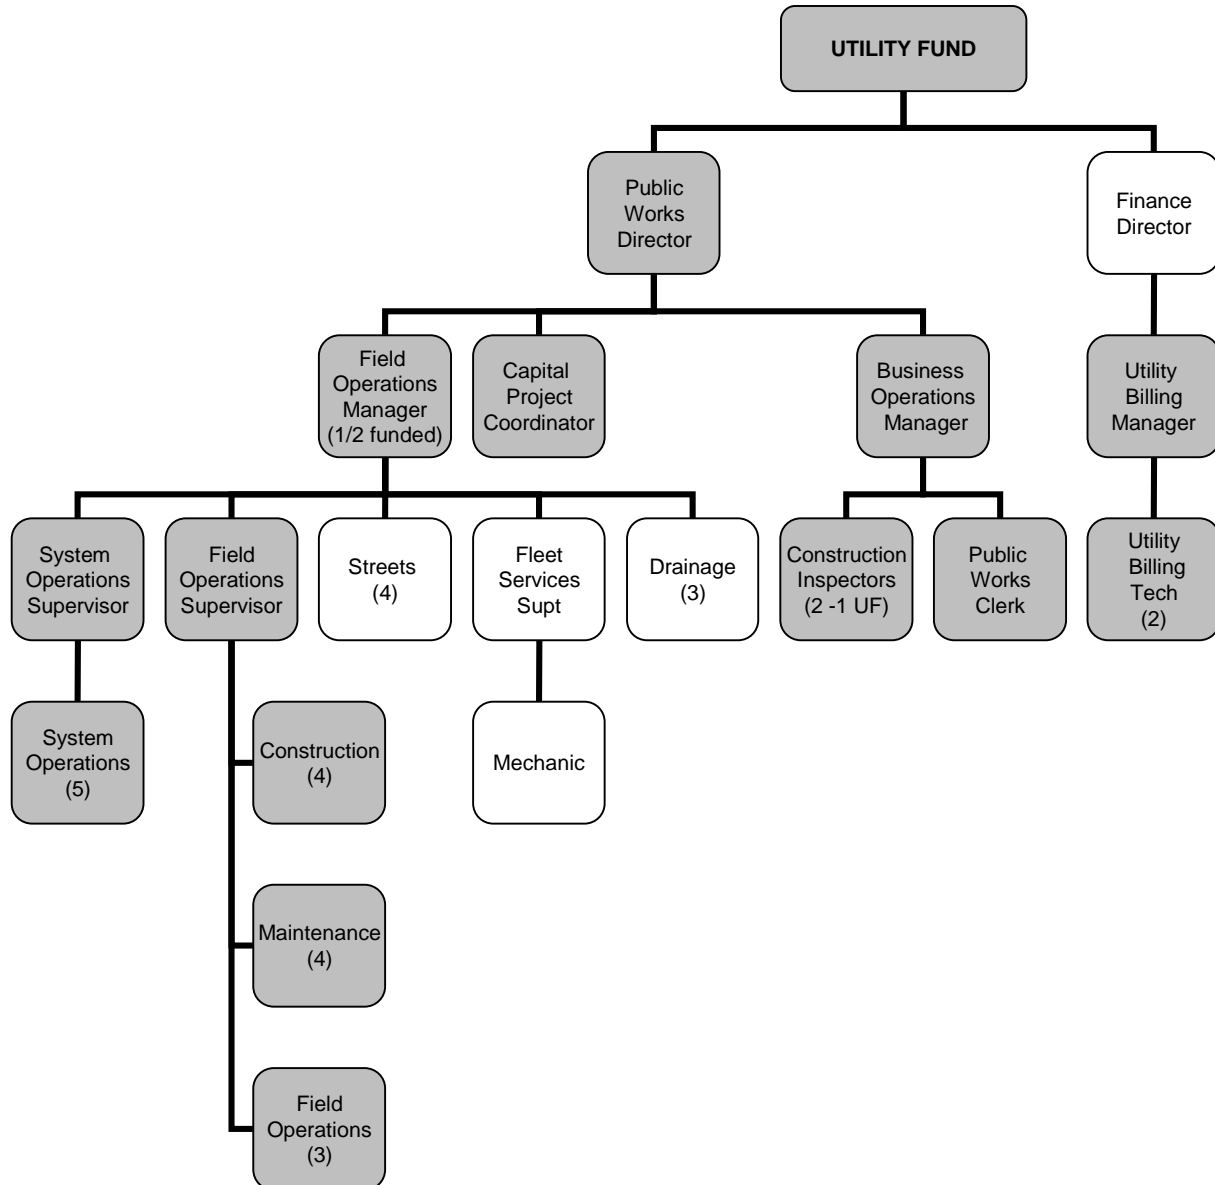 UTILITY FUND
Public
Works
Director
Finance
Director
Field
Operations
Manager
(1/2 funded)
Capital
Project
Coordinator
Business
Operations
Manager
Utility
Billing
Manager
System
Operations
Supervisor
Field
Operations
Supervisor
Streets
(4)
Fleet
Services
Supt
Drainage
(3)
Construction
Inspectors
(2 -1 UF)
Public
Works
Clerk
Utility
Billing
Tech
(2)
System
Operations
(5)
Construction
(4)
Mechanic
Maintenance
(4)
Field
Operations
(3)